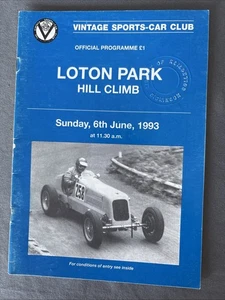 VINTAGE SPORTS-CAR CLUB
OFFICIAL PROGRAMME £1
LOTON PARK
HILL CLIMB
Sunday, 6th June, 1993
at 11.30 a.m.
258
For conditions of entry see inside